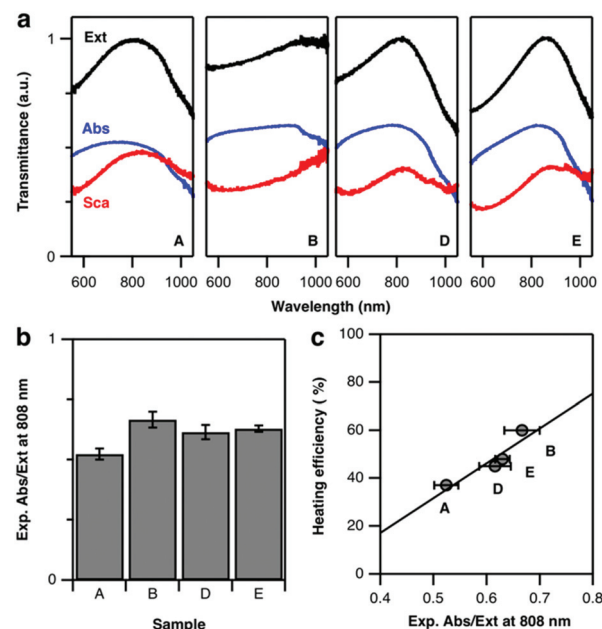 a
Transmittance (a.u.)
1
0
Ext
Abs
Sca
A
B
D
E
600 800 1000
600 800 1000
600 800 1000
600 800 1000
Wavelength (nm)
b
Exp. Abs/Ext at 808 nm
1
0
A B D E
Sample
c
Heating efficiency ( %)
100
80
60
40
20
0
B
E
D
A
0.4 0.5 0.6 0.7 0.8
Exp. Abs/Ext at 808 nm